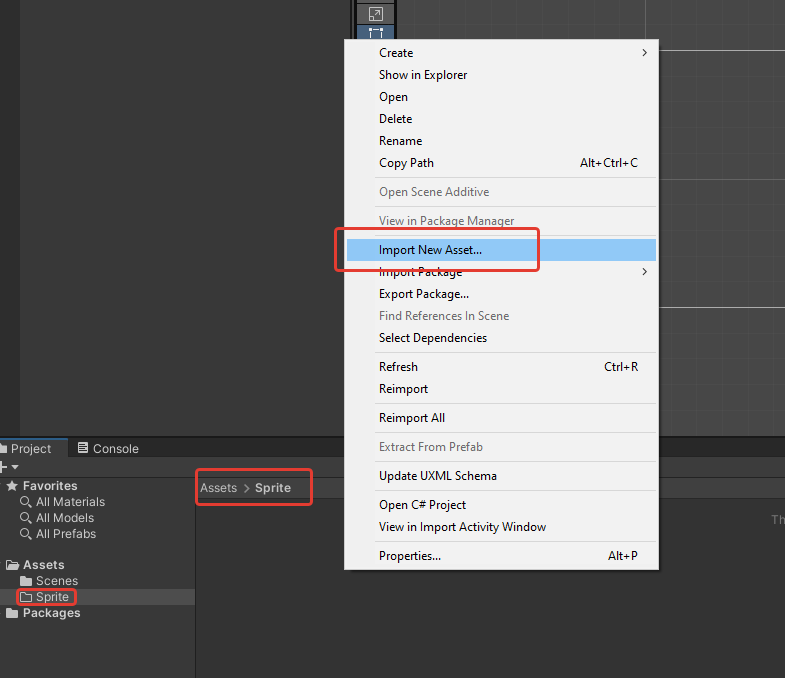 Create
Show in Explorer
Open
Delete
Rename
Copy Path Alt+Ctrl+C
Open Scene Additive
View in Package Manager
Import New Asset...
Import Package
Export Package...
Find References In Scene
Select Dependencies
Refresh Ctrl+R
Reimport
Reimport All
Extract From Prefab
Update UXML Schema
Open C# Project
View in Import Activity Window
Properties... Alt+P
Project Console
Favorites
All Materials
All Models
All Prefabs
Assets
Scenes
Sprite
Packages
Assets > Sprite
Th